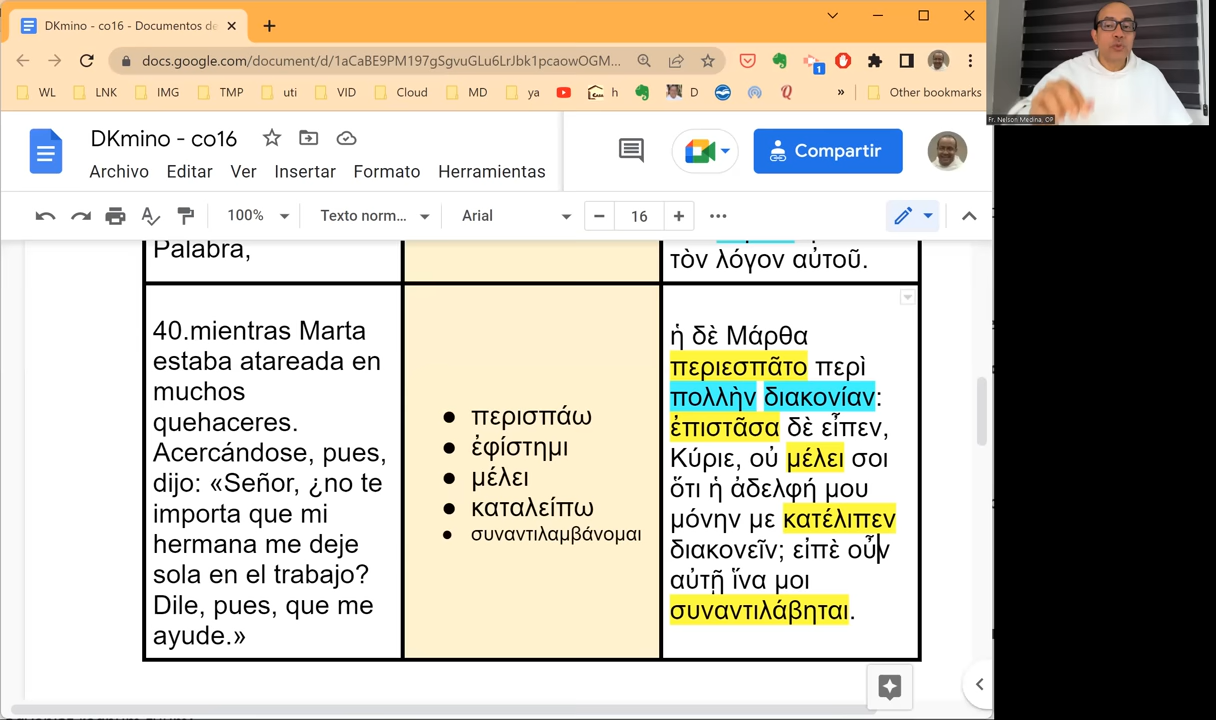 DKmino - co16 - Documentos de
docs.google.com/document/d/1aCaBE9PM197gSgvuGLu6LrJbk1pcaowOGM...
WL LNK IMG TMP uti VID Cloud MD ya h D » Other bookmarks
1
Fr. Nelson Medina, OP
DKmino - co16
Compartir
Archivo Editar Ver Insertar Formato Herramientas
100% Texto norm... Arial 16
Palabra,
τὸν λόγον αὐτοῦ.
40.mientras Marta
estaba atareada en
muchos
quehaceres.
Acercándose, pues,
dijo: «Señor, ¿no te
importa que mi
hermana me deje
sola en el trabajo?
Dile, pues, que me
ayude.»
● περισπάω
● ἐφίστημι
● μέλει
● καταλείπω
● συναντιλαμβάνομαι
ἡ δὲ Μάρθα
περιεσπᾶτο περὶ
πολλὴν διακονίαν:
ἐπιστᾶσα δὲ εἶπεν,
Κύριε, οὐ μέλει σοι
ὅτι ἡ ἀδελφή μου
μόνην με κατέλιπεν
διακονεῖν; εἰπὲ οὖν
αὐτῇ ἵνα μοι
συναντιλάβηται.